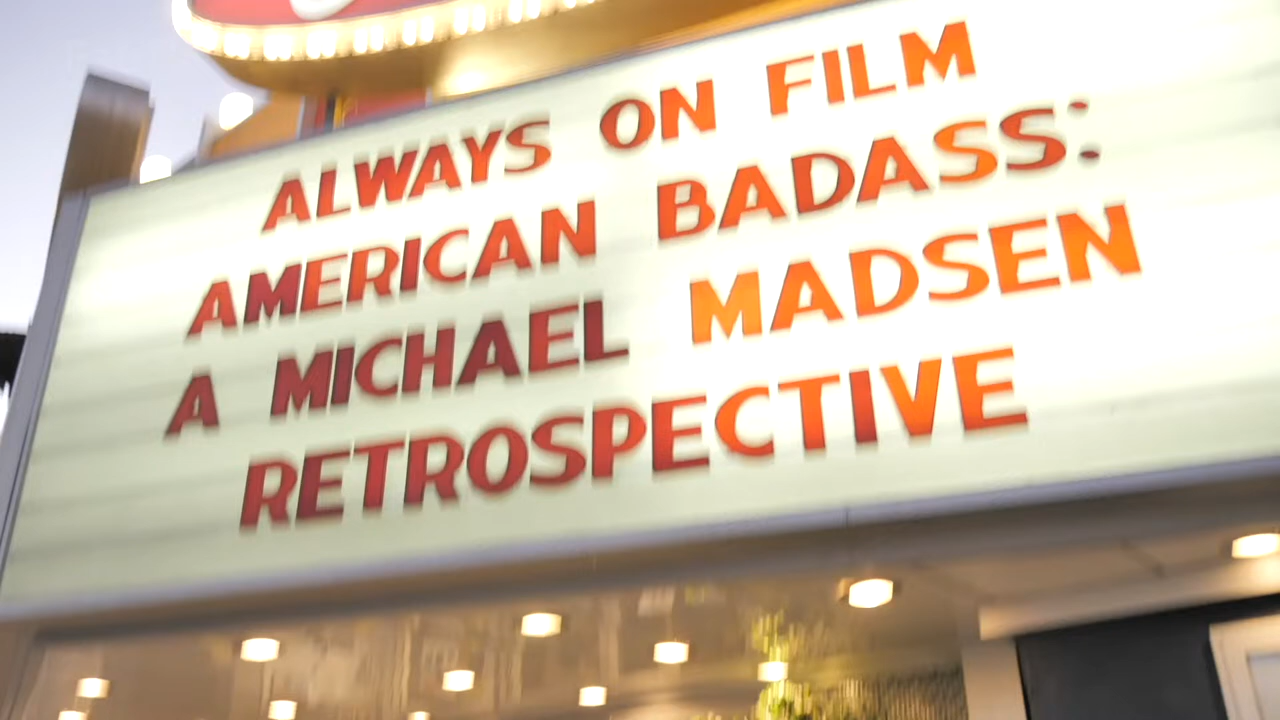 ALWAYS ON FILM
AMERICAN BADASS:
A MICHAEL MADSEN
RETROSPECTIVE